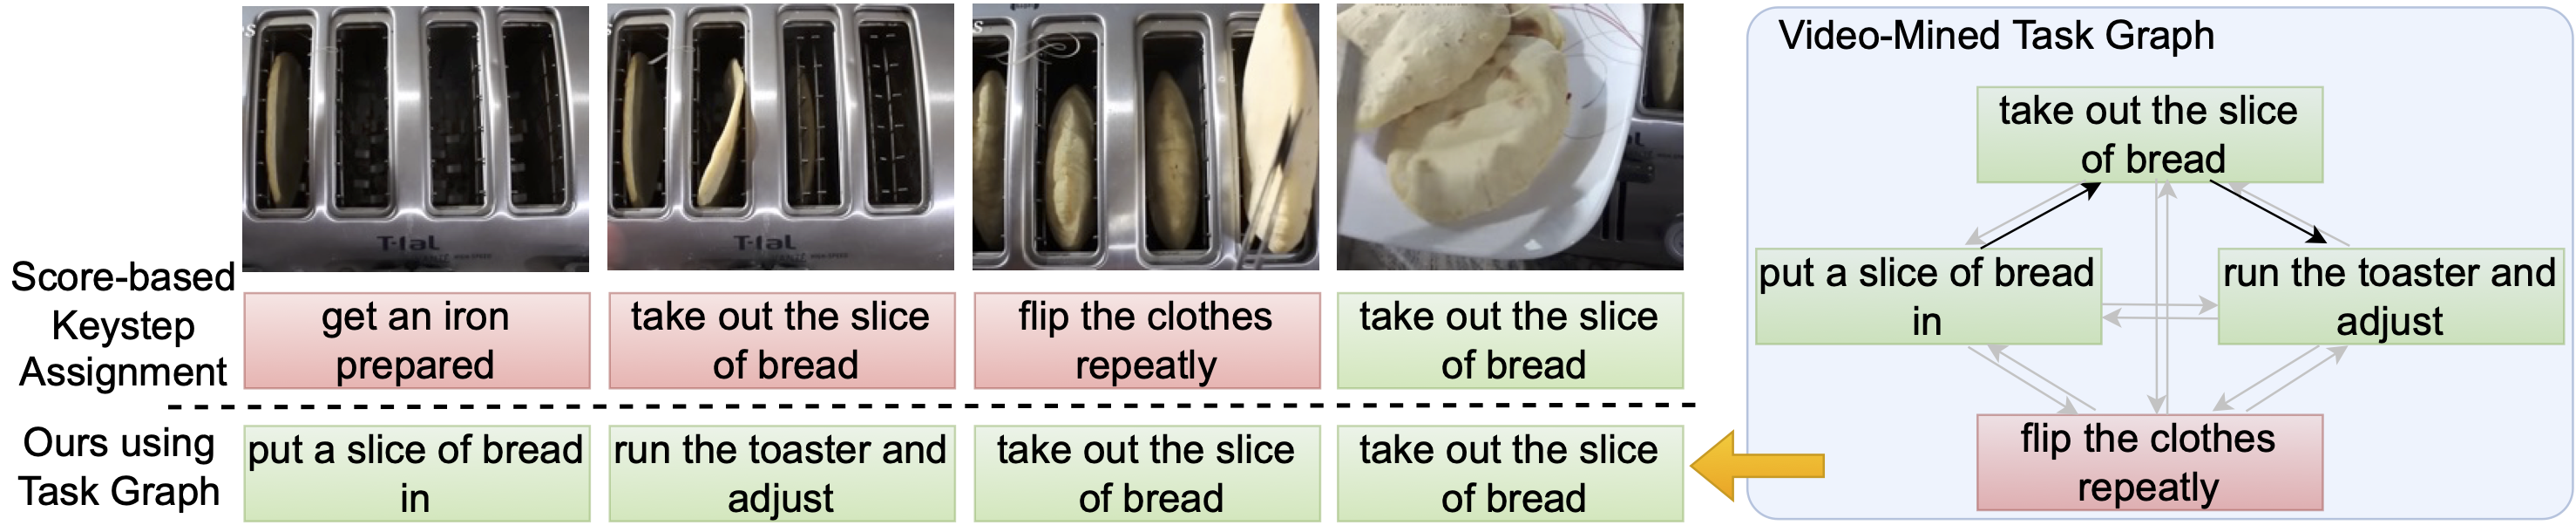 Video-Mined Task Graph
take out the slice
of bread
put a slice of bread
in
run the toaster and
adjust
flip the clothes
repeatedly
T-fal
T-fal
Score-based
Keystep
Assignment
get an iron
prepared
take out the slice
of bread
flip the clothes
repeatedly
take out the slice
of bread
Ours using
Task Graph
put a slice of bread
in
run the toaster and
adjust
take out the slice
of bread
take out the slice
of bread